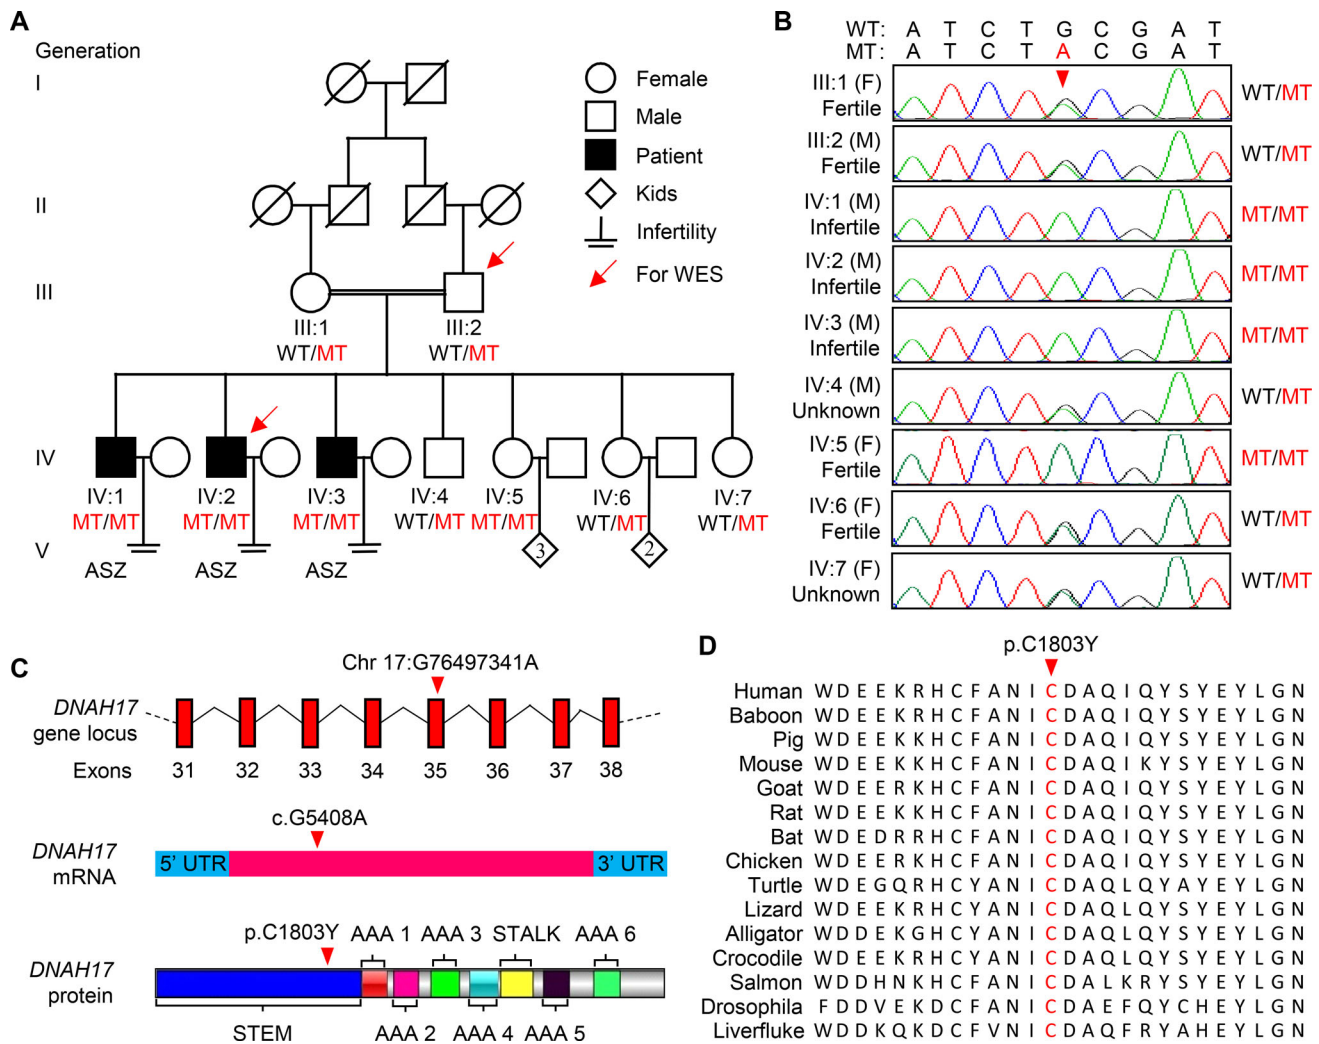 A
Generation
I
II
III
IV
V
Female
Male
Patient
Kids
Infertility
For WES
III:1
WT/MT
III:2
WT/MT
IV:1
MT/MT
IV:2
MT/MT
IV:3
MT/MT
IV:4
WT/MT
IV:5
MT/MT
IV:6
WT/MT
IV:7
WT/MT
ASZ
ASZ
ASZ
3
2
B
WT: A T C T G C G A T
MT: A T C T A C G A T
III:1 (F)
Fertile
WT/MT
III:2 (M)
Fertile
WT/MT
IV:1 (M)
Infertile
MT/MT
IV:2 (M)
Infertile
MT/MT
IV:3 (M)
Infertile
MT/MT
IV:4 (M)
Unknown
WT/MT
IV:5 (F)
Fertile
MT/MT
IV:6 (F)
Fertile
WT/MT
IV:7 (F)
Unknown
WT/MT
C
Chr 17:G76497341A
DNAH17
gene locus
Exons 31 32 33 34 35 36 37 38
c.G5408A
DNAH17
mRNA
5' UTR
3' UTR
p.C1803Y
AAA 1 AAA 3 STALK AAA 6
DNAH17
protein
STEM
AAA 2 AAA 4 AAA 5
D
p.C1803Y
Human W D E E K R H C F A N I C D A Q I Q Y S Y E Y L G N
Baboon W D E E K R H C F A N I C D A Q I Q Y S Y E Y L G N
Pig W D E E K K H C F A N I C D A Q I Q Y S Y E Y L G N
Mouse W D E E K K H C F A N I C D A Q I K Y S Y E Y L G N
Goat W D E E K R H C F A N I C D A Q I Q Y S Y E Y L G N
Rat W D E E K K H C F A N I C D A Q I Q Y S Y E Y L G N
Bat W D E D R R H C F A N I C D A Q I Q Y S Y E Y L G N
Chicken W D E E R K H C F A N I C D A Q I Q Y S Y E Y L G N
Turtle W D E G Q R H C Y A N I C D A Q L Q Y A Y E Y L G N
Lizard W D E E K R H C Y A N I C D A Q L Q Y S Y E Y L G N
Alligator W D E K G H C Y A N I C D A Q L Q Y S Y E Y L G N
Crocodile W D E E K R H C Y A N I C D A Q L Q Y S Y E Y L G N
Salmon W D D H N K H C F A N I C D A L K R Y S Y E Y L G N
Drosophila F D D V E K D C F A N I C D A E F Q Y C H E Y L G N
Liverfluke W D D K Q K D C F V N I C D A Q F R Y A H E Y L G N